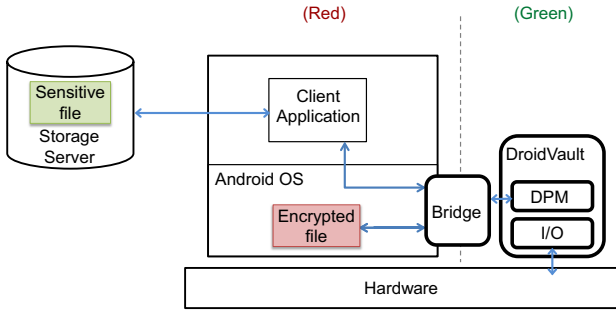 (Red)
(Green)
Sensitive
file
Storage
Server
Client
Application
Android OS
Encrypted
file
Bridge
DroidVault
DPM
I/O
Hardware